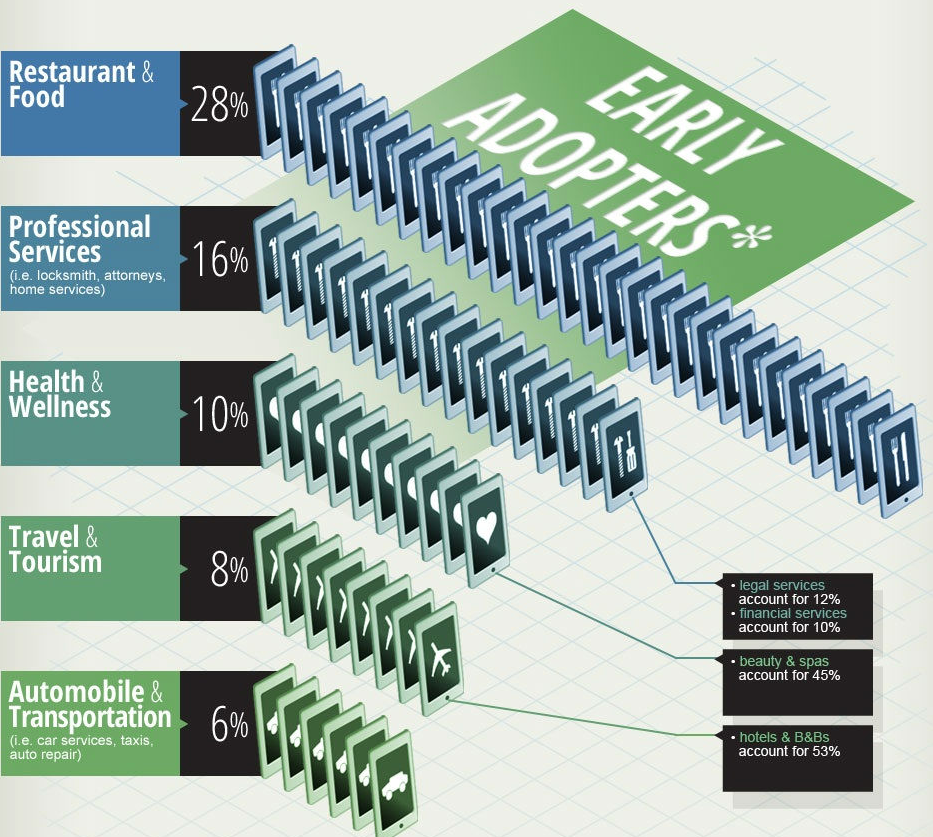 EARLY
ADOPTERS*
Restaurant &
Food
28%
Professional
Services
(i.e. locksmith, attorneys,
home services)
16%
Health &
Wellness
10%
Travel &
Tourism
8%
Automobile &
Transportation
(i.e. car services, taxis,
auto repair)
6%
• legal services
account for 12%
• financial services
account for 10%
• beauty & spas
account for 45%
• hotels & B&Bs
account for 53%